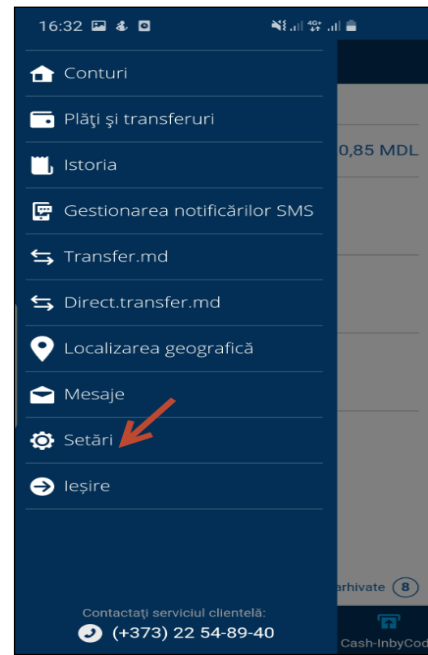 16:32
Conturi
Plăţi şi transferuri
0,85 MDL
Istoria
Gestionarea notificărilor SMS
Transfer.md
Direct.transfer.md
Localizarea geografică
Mesaje
Setări
Ieșire
arhivate 8
Contactaţi serviciul clientelă:
(+373) 22 54-89-40
Cash-InbyCod